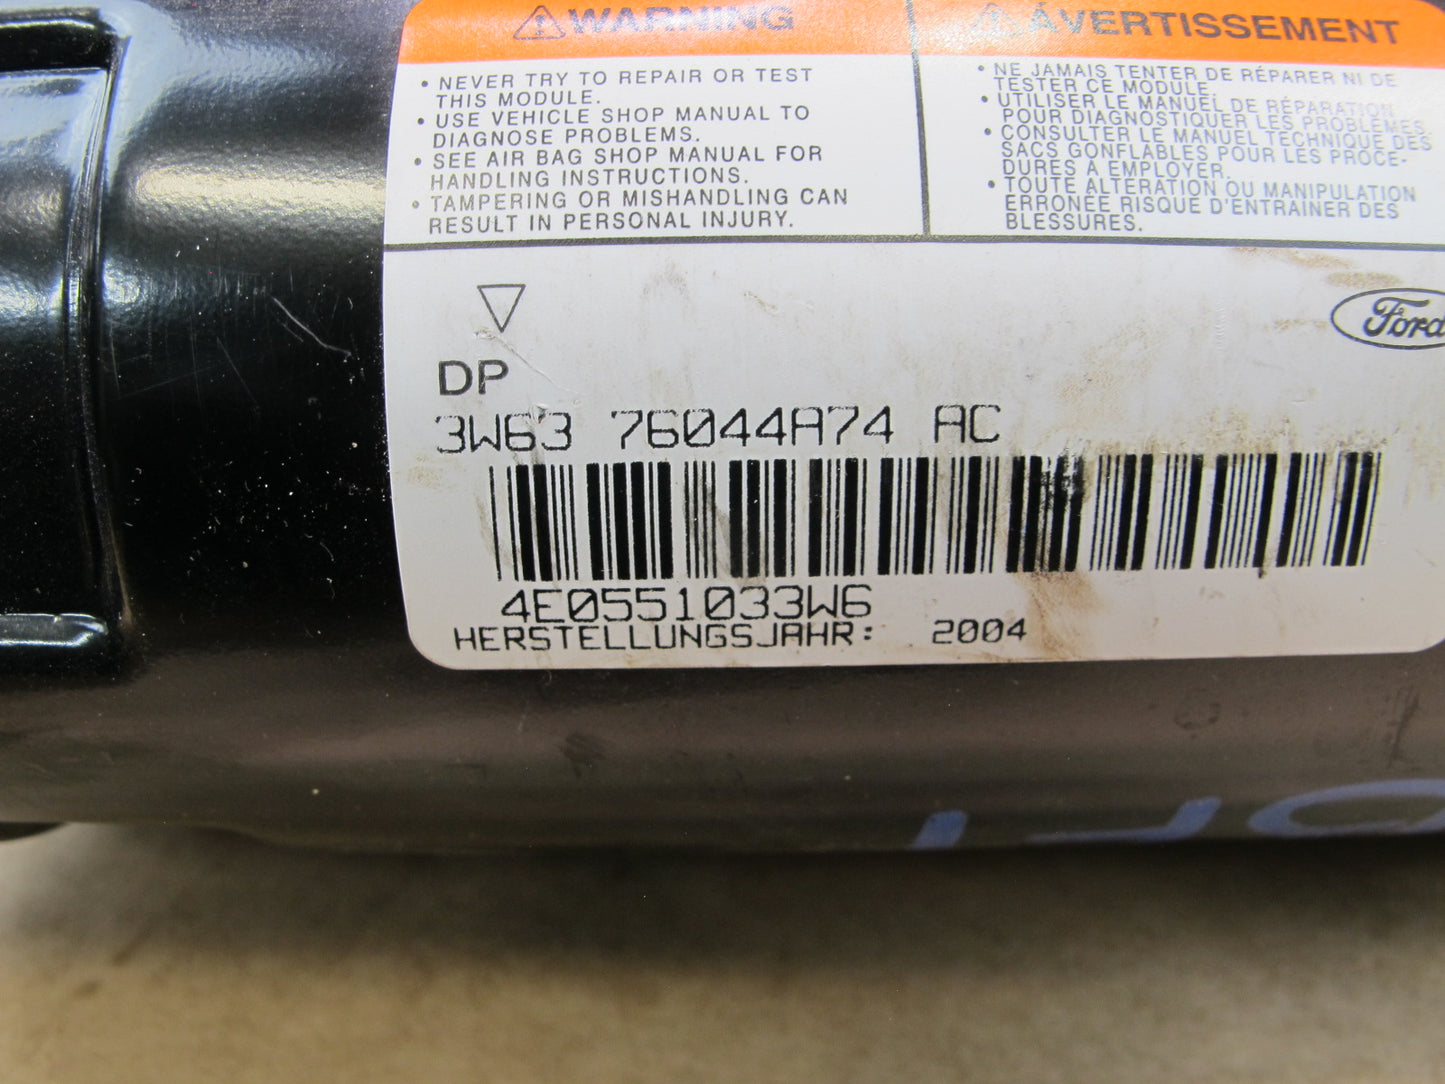 WARNING
• NEVER TRY TO REPAIR OR TEST
THIS MODULE.
• USE VEHICLE SHOP MANUAL TO
DIAGNOSE PROBLEMS.
• SEE AIR BAG SHOP MANUAL FOR
HANDLING INSTRUCTIONS.
• TAMPERING OR MISHANDLING CAN
RESULT IN PERSONAL INJURY.
AVERTISSEMENT
• NE JAMAIS TENTER DE RÉPARER NI DE
TESTER CE MODULE.
• UTILISER LE MANUEL DE RÉPARATION
POUR DIAGNOSTIQUER LES PROBLÈMES
• CONSULTER LE MANUEL TECHNIQUE DES
SACS GONFLABLES POUR LES PROCÉ-
DURES A EMPLOYER.
• TOUTE ALTERATION OU MANIPULATION
ERRONÉE RISQUE D'ENTRAINER DES
BLESSURES.
Ford
DP
3W63 76044A74 AC
4E0551033W6
HERSTELLUNGSJAHR: 2004